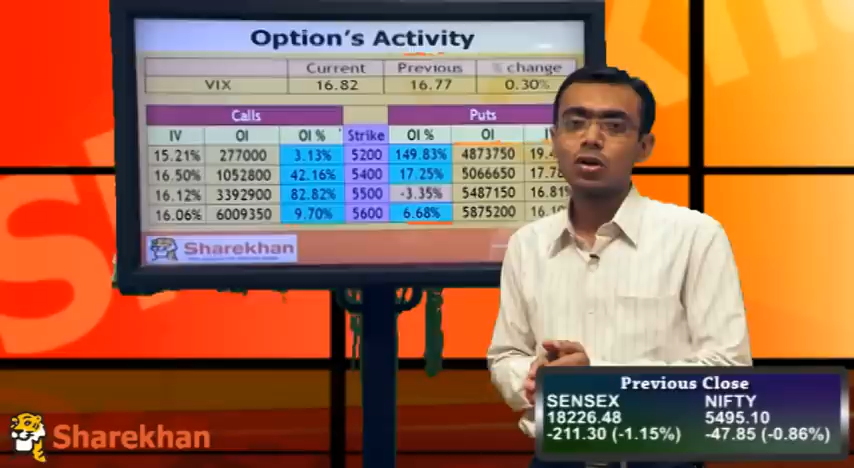 Option's Activity
Current Previous % change
VIX 16.82 16.77 0.30%
Calls Puts
IV OI OI % Strike OI % OI
15.21% 277000 3.13% 5200 149.83% 4873750
16.50% 1052800 42.16% 5400 17.25% 5066650
16.12% 3392900 82.82% 5500 -3.35% 5487150 16.81%
16.06% 6009350 9.70% 5600 6.68% 5875200
Sharekhan
Previous Close
SENSEX NIFTY
18226.48 5495.10
-211.30 (-1.15%) -47.85 (-0.86%)
Sharekhan